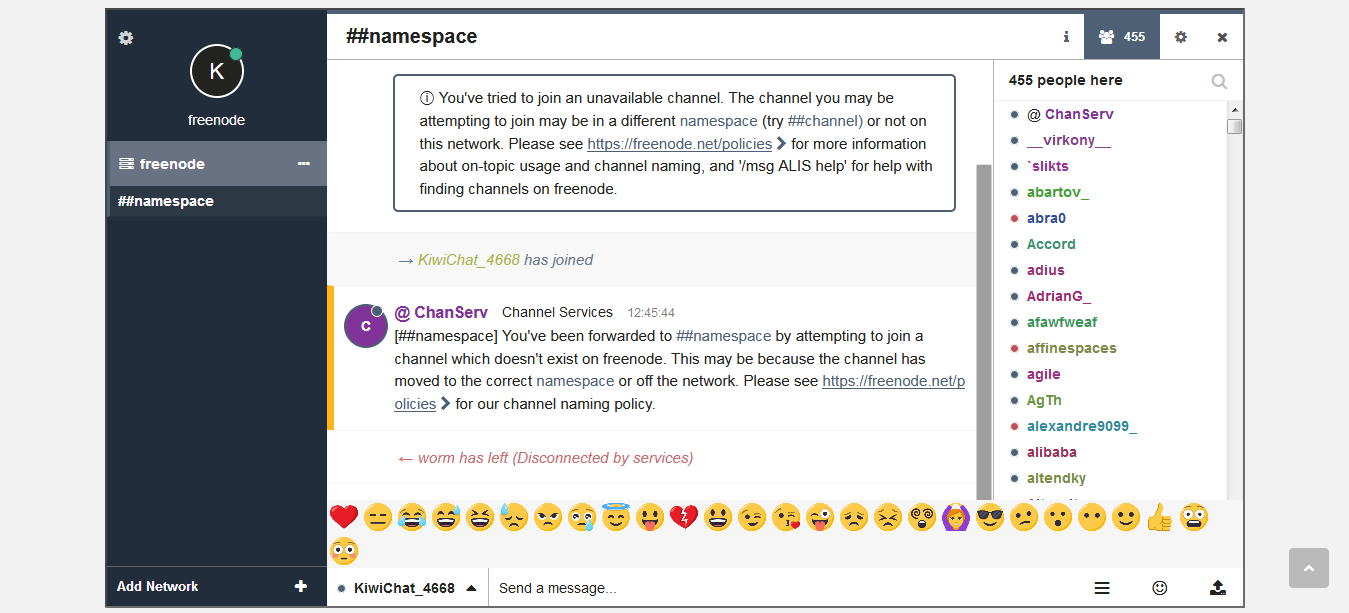 K
freenode
freenode
##namespace
Add Network
##namespace
455
ⓘ You've tried to join an unavailable channel. The channel you may be
attempting to join may be in a different namespace (try ##channel) or not on
this network. Please see https://freenode.net/policies for more information
about on-topic usage and channel naming, and '/msg ALIS help' for help with
finding channels on freenode.
→ KiwiChat_4668 has joined
C
@ ChanServ Channel Services 12:45:44
[##namespace] You've been forwarded to ##namespace by attempting to join a
channel which doesn't exist on freenode. This may be because the channel has
moved to the correct namespace or off the network. Please see https://freenode.net/p
olicies for our channel naming policy.
← worm has left (Disconnected by services)
455 people here
@ ChanServ
__virkony__
`slikts
abartov_
abra0
Accord
adius
AdrianG_
afawfweaf
affinespaces
agile
AgTh
alexandre9099_
alibaba
altendky
KiwiChat_4668
Send a message...